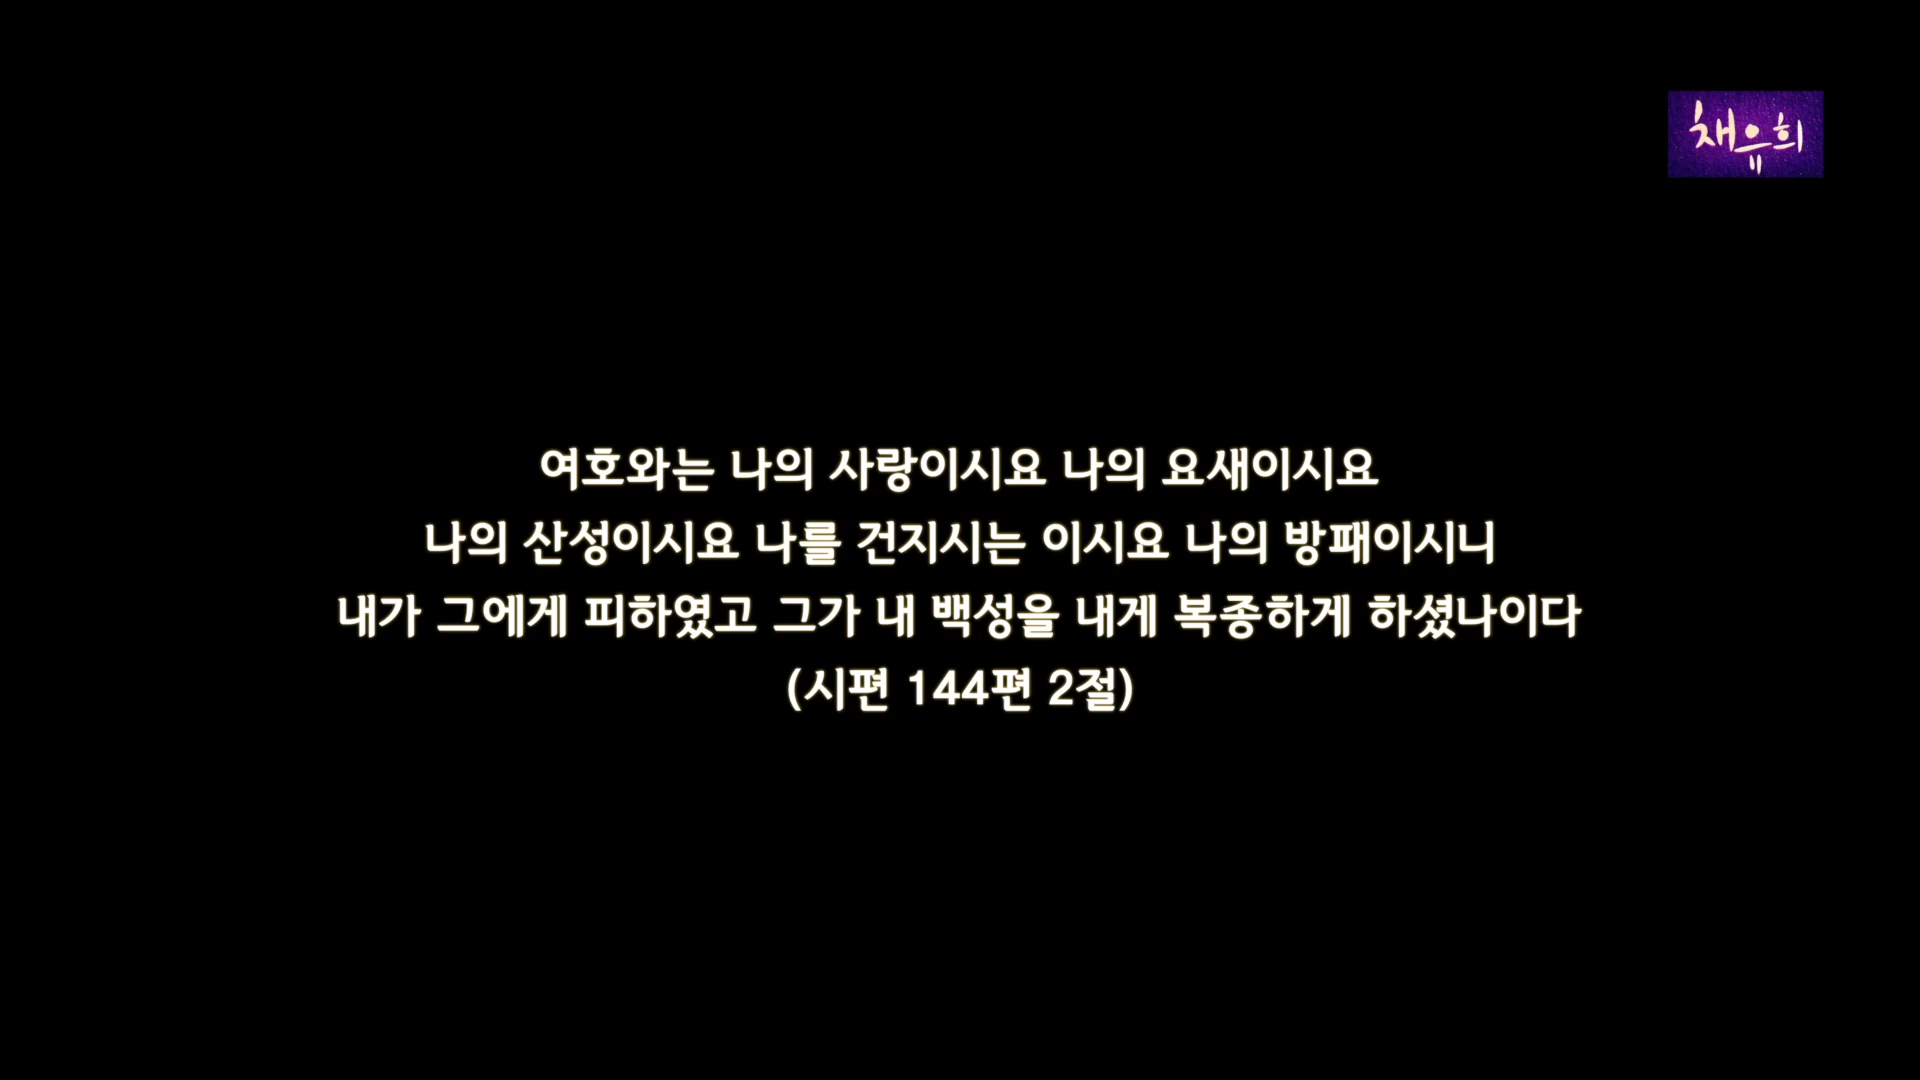 채유희
여호와는 나의 사랑이시요 나의 요새이시요
나의 산성이시요 나를 건지시는 이시요 나의 방패이시니
내가 그에게 피하였고 그가 내 백성을 내게 복종하게 하셨나이다
(시편 144편 2절)